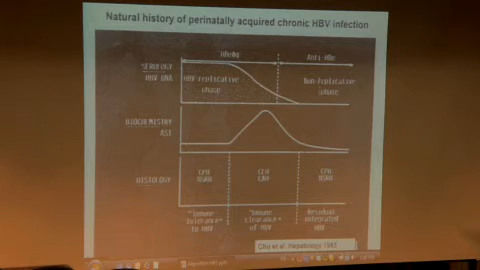 Natural history of perinatally acquired chronic HBV infection
HBeAg
Anti-HBe
SEROLOGY
HBV DNA
HBV replicative
phase
Non-replicative
phase
BIOCHEMISTRY
AST
HISTOLOGY
"Immune
tolerance"
to HBV
"Immune
clearance"
of HBV
Residual
integrated
HBV
Chu et al. Hepatology 1985